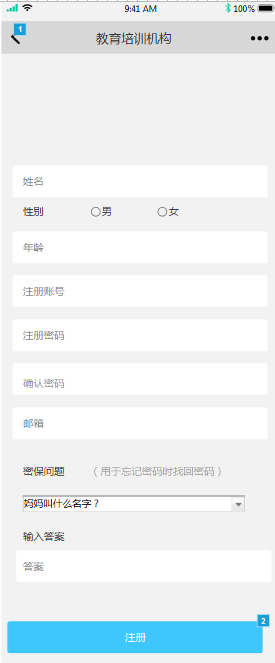 9:41 AM 100%
1
教育培训机构
姓名
性别 男 女
年龄
注册账号
注册密码
确认密码
邮箱
密保问题 （用于忘记密码时找回密码）
妈妈叫什么名字？
输入答案
答案
2
注册